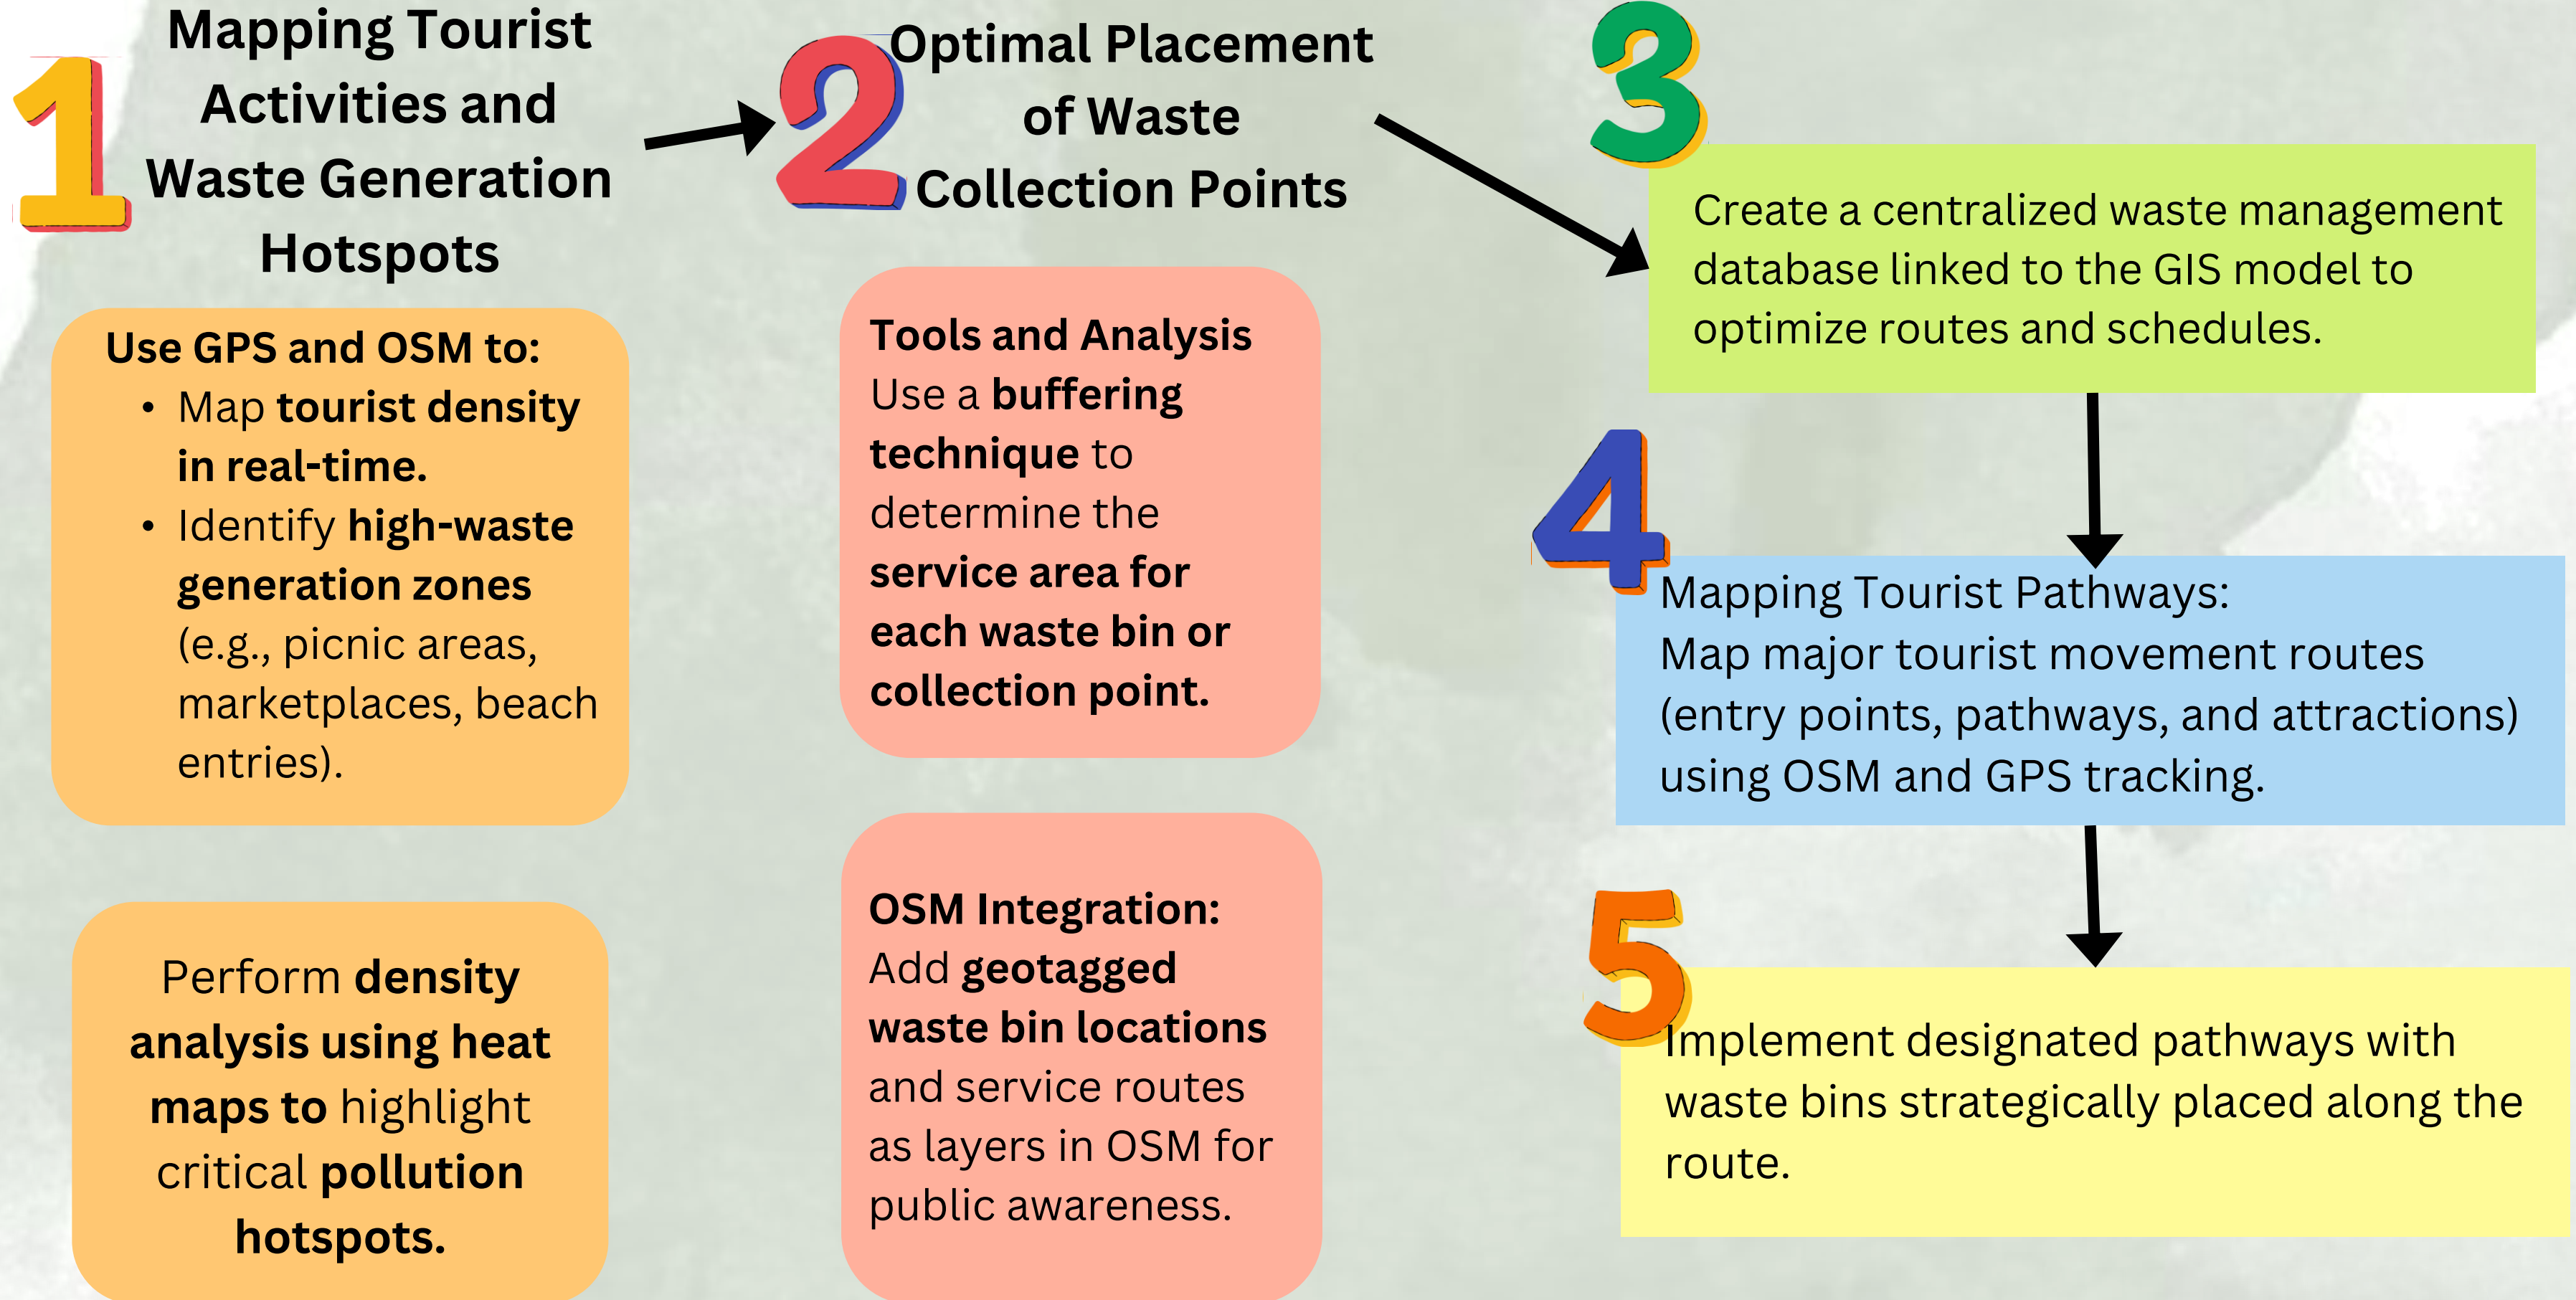 1
Mapping Tourist
Activities and
Waste Generation
Hotspots
Use GPS and OSM to:
• Map tourist density
in real-time.
• Identify high-waste
generation zones
(e.g., picnic areas,
marketplaces, beach
entries).
Perform density
analysis using heat
maps to highlight
critical pollution
hotspots.
2
Optimal Placement
of Waste
Collection Points
Tools and Analysis
Use a buffering
technique to
determine the
service area for
each waste bin or
collection point.
OSM Integration:
Add geotagged
waste bin locations
and service routes
as layers in OSM for
public awareness.
3
Create a centralized waste management
database linked to the GIS model to
optimize routes and schedules.
4
Mapping Tourist Pathways:
Map major tourist movement routes
(entry points, pathways, and attractions)
using OSM and GPS tracking.
5
Implement designated pathways with
waste bins strategically placed along the
route.